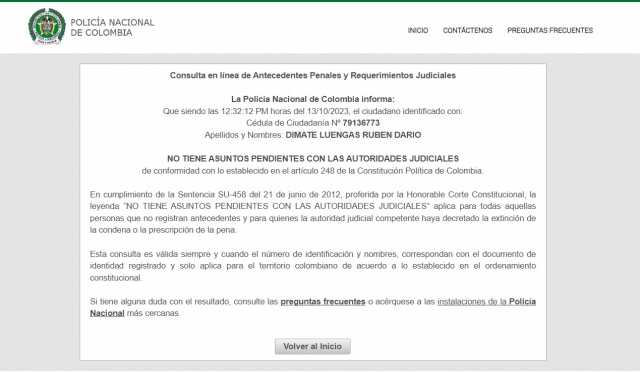 POLICÍA NACIONAL
DE COLOMBIA
INICIO CONTÁCTENOS PREGUNTAS FRECUENTES
Consulta en línea de Antecedentes Penales y Requerimientos Judiciales
La Policía Nacional de Colombia informa:
Que siendo las 12:32:12 PM horas del 13/10/2023, el ciudadano identificado con:
Cédula de Ciudadanía Nº 79136773
Apellidos y Nombres: DIMATE LUENGAS RUBEN DARIO
NO TIENE ASUNTOS PENDIENTES CON LAS AUTORIDADES JUDICIALES
de conformidad con lo establecido en el artículo 248 de la Constitución Política de Colombia.
En cumplimiento de la Sentencia SU-458 del 21 de junio de 2012, proferida por la Honorable Corte Constitucional, la
leyenda "NO TIENE ASUNTOS PENDIENTES CON LAS AUTORIDADES JUDICIALES" aplica para todas aquellas
personas que no registran antecedentes y para quienes la autoridad judicial competente haya decretado la extinción de
la condena o la prescripción de la pena.
Esta consulta es válida siempre y cuando el número de identificación y nombres, correspondan con el documento de
identidad registrado y solo aplica para el territorio colombiano de acuerdo a lo establecido en el ordenamiento
constitucional.
Si tiene alguna duda con el resultado, consulte las preguntas frecuentes o acérquese a las instalaciones de la Policía
Nacional más cercanas.
Volver al Inicio